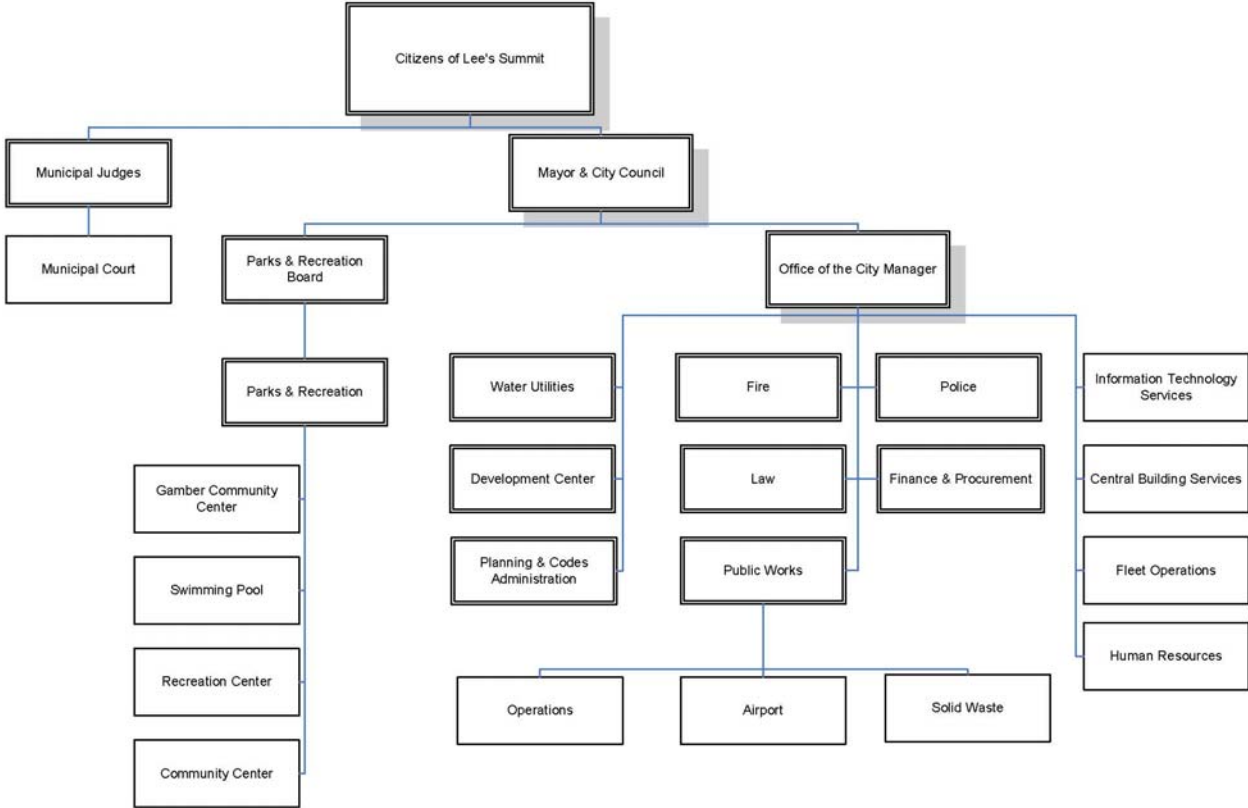 Citizens of Lee's Summit
Municipal Judges
Mayor & City Council
Municipal Court
Parks & Recreation
Board
Office of the City Manager
Parks & Recreation
Water Utilities
Fire
Police
Information Technology
Services
Development Center
Law
Finance & Procurement
Central Building Services
Gamber Community
Center
Planning & Codes
Administration
Public Works
Fleet Operations
Swimming Pool
Human Resources
Recreation Center
Operations
Airport
Solid Waste
Community Center